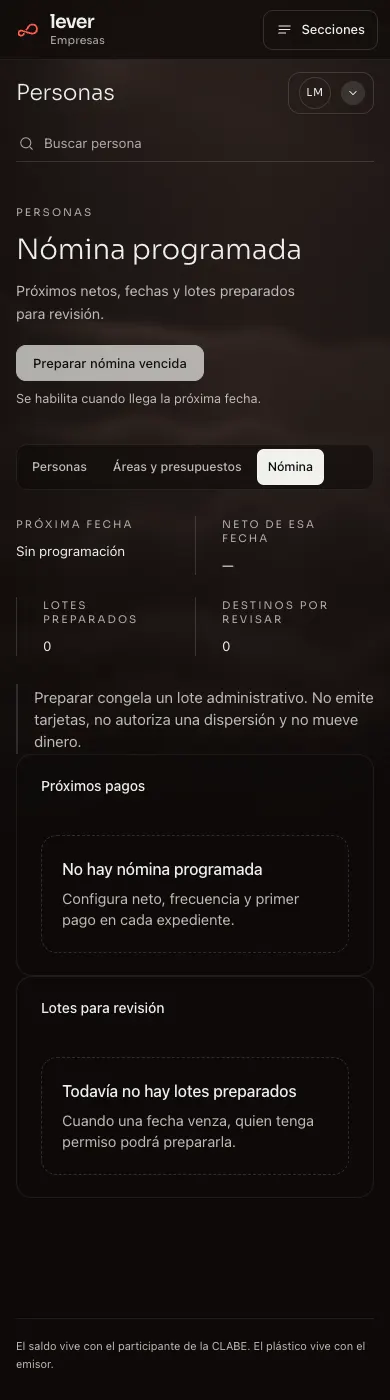 lever
Empresas
Secciones
Personas
LM
Buscar persona
PERSONAS
Nómina programada
Próximos netos, fechas y lotes preparados
para revisión.
Preparar nómina vencida
Se habilita cuando llega la próxima fecha.
Personas
Áreas y presupuestos
Nómina
PRÓXIMA FECHA
Sin programación
NETO DE ESA
FECHA
—
LOTES
PREPARADOS
0
DESTINOS POR
REVISAR
0
Preparar congela un lote administrativo. No emite
tarjetas, no autoriza una dispersión y no mueve
dinero.
Próximos pagos
No hay nómina programada
Configura neto, frecuencia y primer
pago en cada expediente.
Lotes para revisión
Todavía no hay lotes preparados
Cuando una fecha venza, quien tenga
permiso podrá prepararla.
El saldo vive con el participante de la CLABE. El plástico vive con el
emisor.